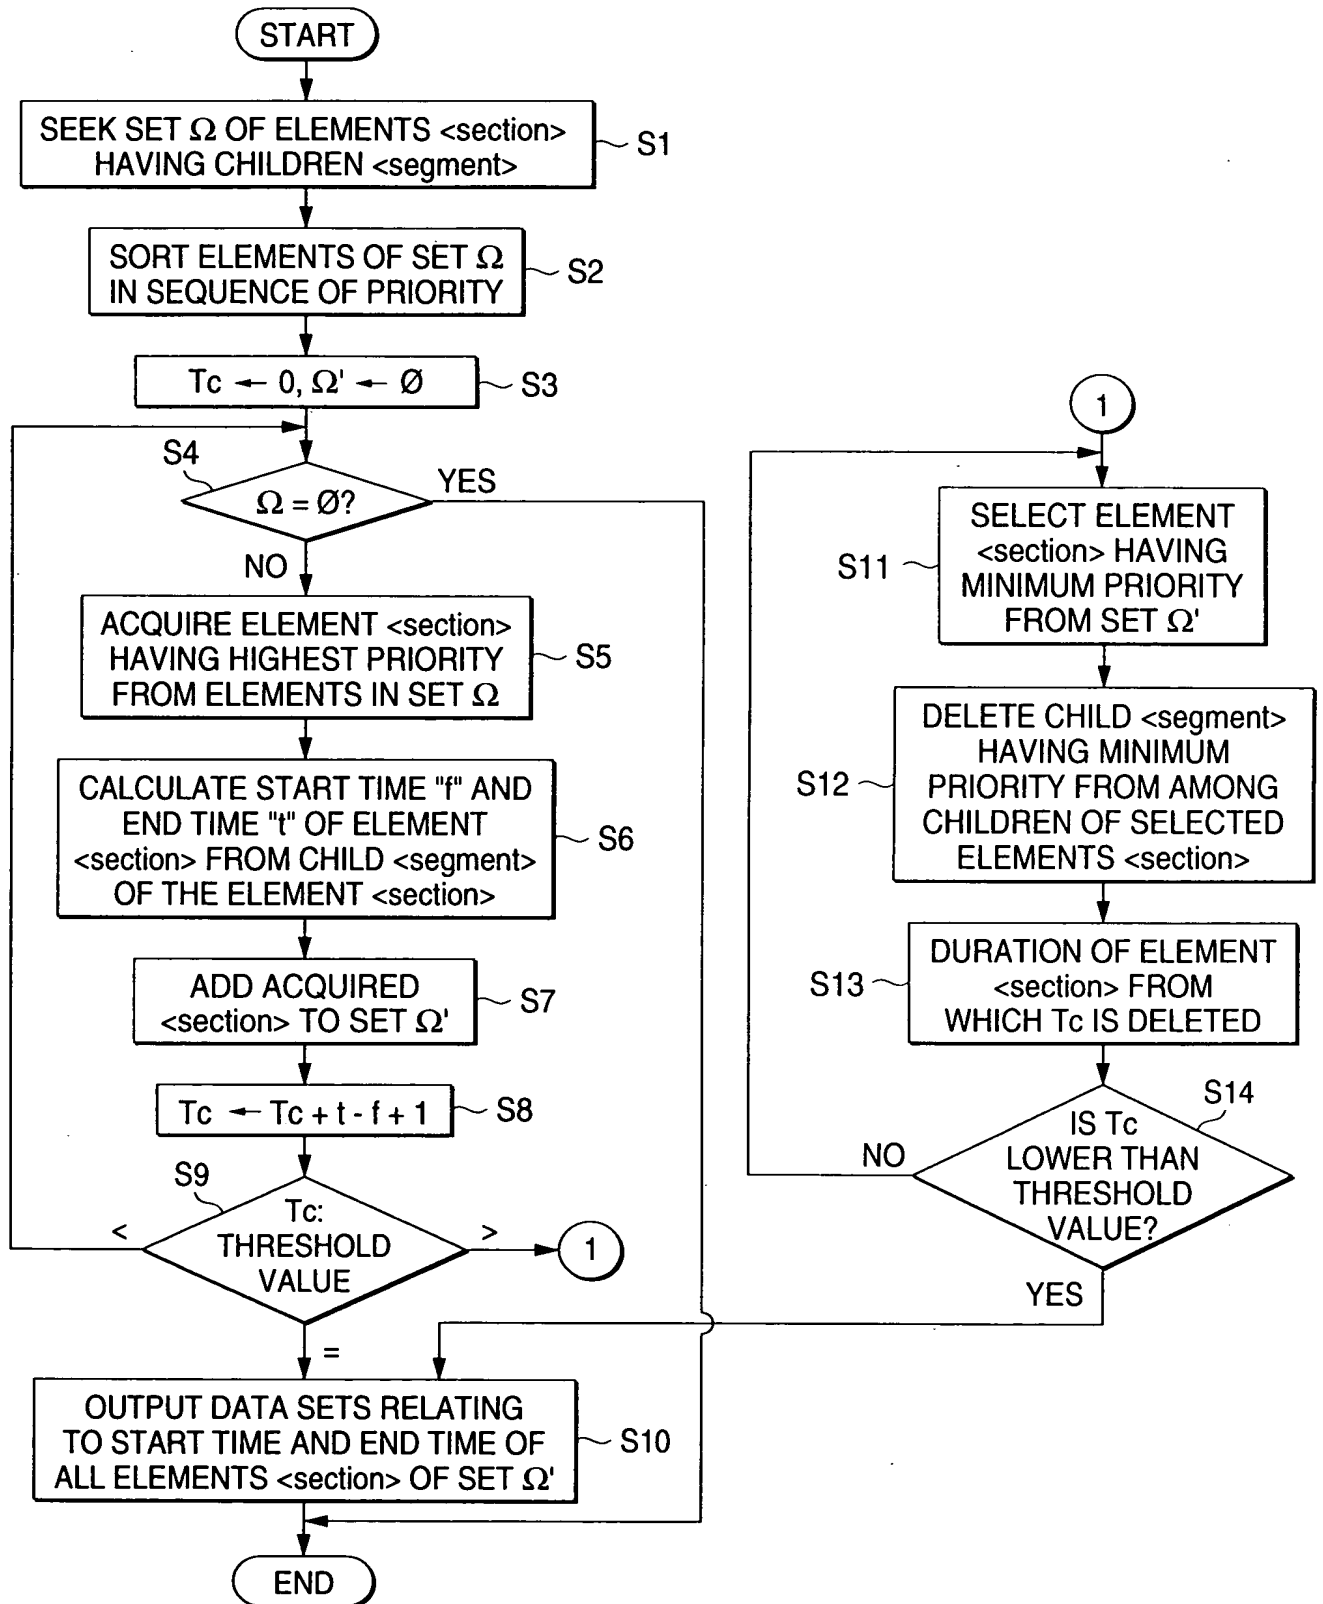 START
SEEK SET Ω OF ELEMENTS <section>
HAVING CHILDREN <segment>
S1
SORT ELEMENTS OF SET Ω
IN SEQUENCE OF PRIORITY
S2
Tc ← 0, Ω' ← Ø
S3
S4
Ω = Ø?
YES
NO
ACQUIRE ELEMENT <section>
HAVING HIGHEST PRIORITY
FROM ELEMENTS IN SET Ω
S5
CALCULATE START TIME "f" AND
END TIME "t" OF ELEMENT
<section> FROM CHILD <segment>
OF THE ELEMENT <section>
S6
ADD ACQUIRED
<section> TO SET Ω'
S7
Tc ← Tc + t - f + 1
S8
S9
Tc:
THRESHOLD
VALUE
<
>
1
=
OUTPUT DATA SETS RELATING
TO START TIME AND END TIME OF
ALL ELEMENTS <section> OF SET Ω'
S10
END
1
SELECT ELEMENT
<section> HAVING
MINIMUM PRIORITY
FROM SET Ω'
S11
DELETE CHILD <segment>
HAVING MINIMUM
PRIORITY FROM AMONG
CHILDREN OF SELECTED
ELEMENTS <section>
S12
DURATION OF ELEMENT
<section> FROM
WHICH Tc IS DELETED
S13
S14
IS Tc
LOWER THAN
THRESHOLD
VALUE?
NO
YES